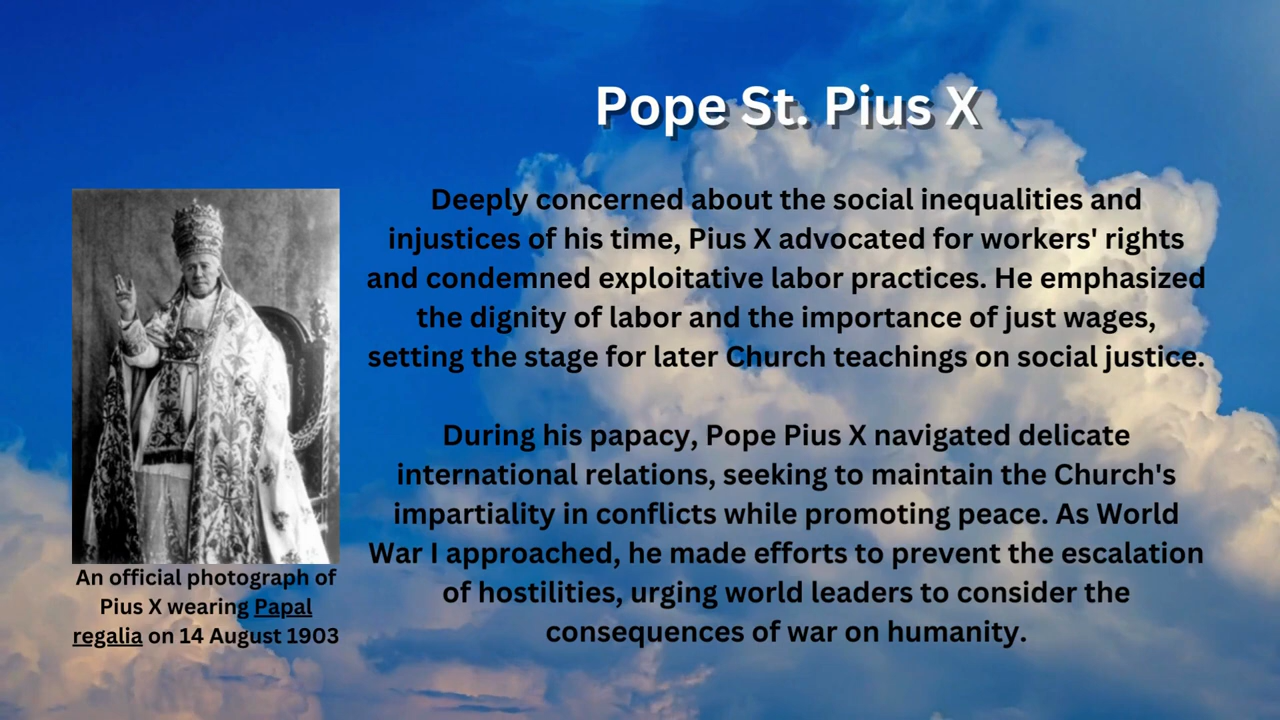 Pope St. Pius X
Deeply concerned about the social inequalities and
injustices of his time, Pius X advocated for workers' rights
and condemned exploitative labor practices. He emphasized
the dignity of labor and the importance of just wages,
setting the stage for later Church teachings on social justice.
During his papacy, Pope Pius X navigated delicate
international relations, seeking to maintain the Church's
impartiality in conflicts while promoting peace. As World
War I approached, he made efforts to prevent the escalation
of hostilities, urging world leaders to consider the
consequences of war on humanity.
An official photograph of
Pius X wearing Papal
regalia on 14 August 1903